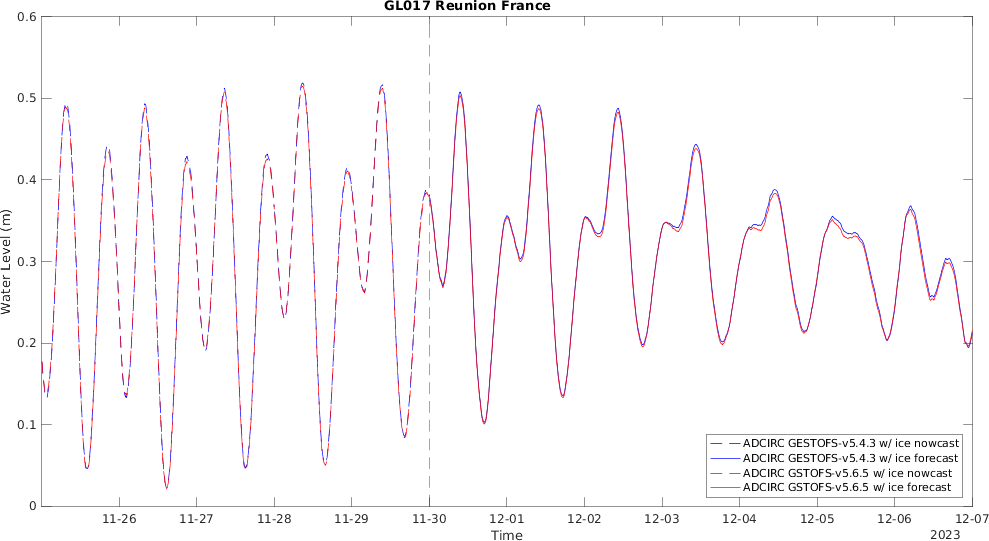 GL017 Reunion France
0.6
0.5
0.4
0.3
0.2
0.1
0
Water Level (m)
ADCIRC GESTOFS-v5.4.3 w/ ice nowcast
ADCIRC GESTOFS-v5.4.3 w/ ice forecast
ADCIRC GSTOFS-v5.6.5 w/ ice nowcast
ADCIRC GSTOFS-v5.6.5 w/ ice forecast
11-26 11-27 11-28 11-29 11-30 12-01 12-02 12-03 12-04 12-05 12-06 12-07
Time
2023